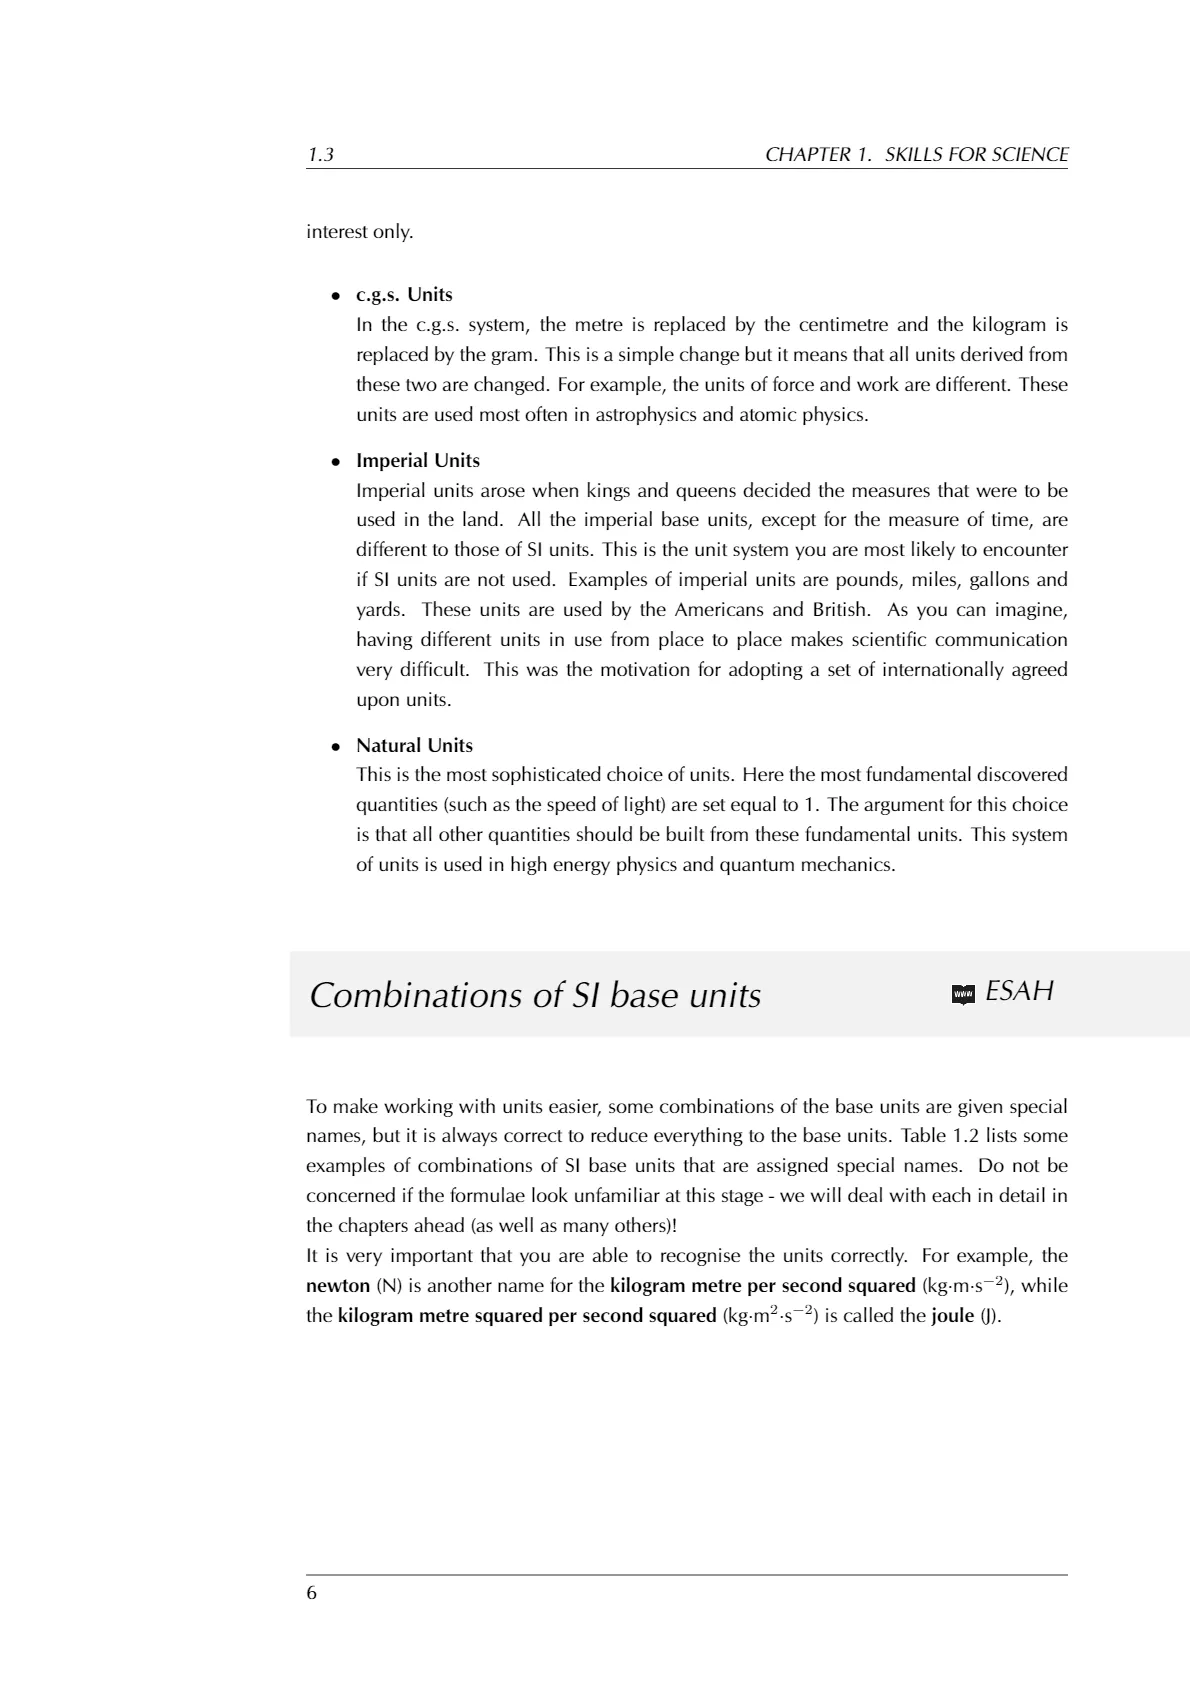 1.3 CHAPTER 1. SKILLS FOR SCIENCE
interest only.
• c.g.s. Units
In the c.g.s. system, the metre is replaced by the centimetre and the kilogram is
replaced by the gram. This is a simple change but it means that all units derived from
these two are changed. For example, the units of force and work are different. These
units are used most often in astrophysics and atomic physics.
• Imperial Units
Imperial units arose when kings and queens decided the measures that were to be
used in the land. All the imperial base units, except for the measure of time, are
different to those of SI units. This is the unit system you are most likely to encounter
if SI units are not used. Examples of imperial units are pounds, miles, gallons and
yards. These units are used by the Americans and British. As you can imagine,
having different units in use from place to place makes scientific communication
very difficult. This was the motivation for adopting a set of internationally agreed
upon units.
• Natural Units
This is the most sophisticated choice of units. Here the most fundamental discovered
quantities (such as the speed of light) are set equal to 1. The argument for this choice
is that all other quantities should be built from these fundamental units. This system
of units is used in high energy physics and quantum mechanics.
Combinations of SI base units www ESAH
To make working with units easier, some combinations of the base units are given special
names, but it is always correct to reduce everything to the base units. Table 1.2 lists some
examples of combinations of SI base units that are assigned special names. Do not be
concerned if the formulae look unfamiliar at this stage - we will deal with each in detail in
the chapters ahead (as well as many others)!
It is very important that you are able to recognise the units correctly. For example, the
newton (N) is another name for the kilogram metre per second squared (kg·m·s⁻²), while
the kilogram metre squared per second squared (kg·m²·s⁻²) is called the joule (J).
6